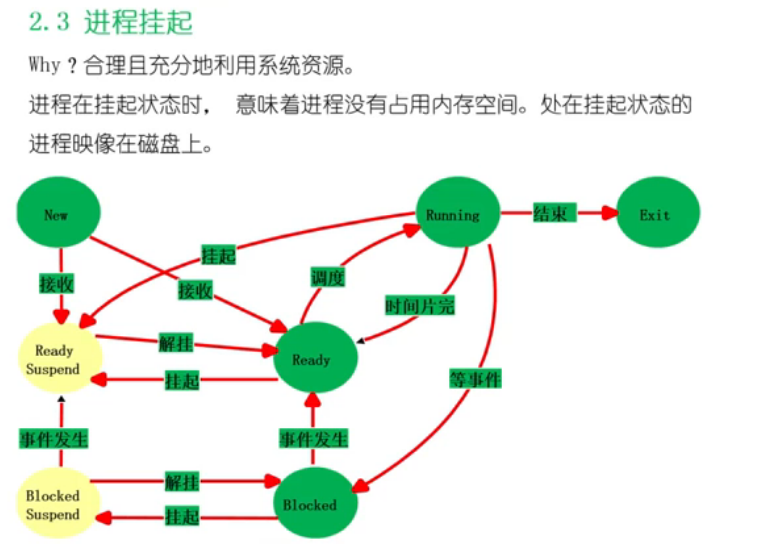 2.3 进程挂起
Why？合理且充分地利用系统资源。
进程在挂起状态时， 意味着进程没有占用内存空间。处在挂起状态的
进程映像在磁盘上。
New
Running
结束
Exit
挂起
接收
接收
调度
时间片完
Ready
Suspend
解挂
Ready
挂起
等事件
事件发生
事件发生
Blocked
Suspend
解挂
Blocked
挂起